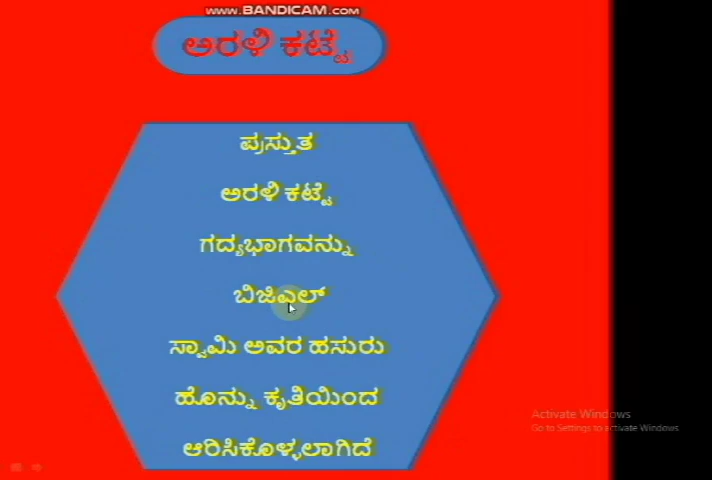 WWW.BANDICAM.COM
ಅರಳಿ ಕಟ್ಟೆ
ಪ್ರಸ್ತುತ
ಅರಳಿ ಕಟ್ಟೆ
ಗದ್ಯಭಾಗವನ್ನು
ಬಿಜಿಎಲ್
ಸ್ವಾಮಿ ಅವರ ಹಸುರು
ಹೊನ್ನು ಕೃತಿಯಿಂದ
ಆರಿಸಿಕೊಳ್ಳಲಾಗಿದೆ
Activate Windows
Go to Settings to activate Windows.